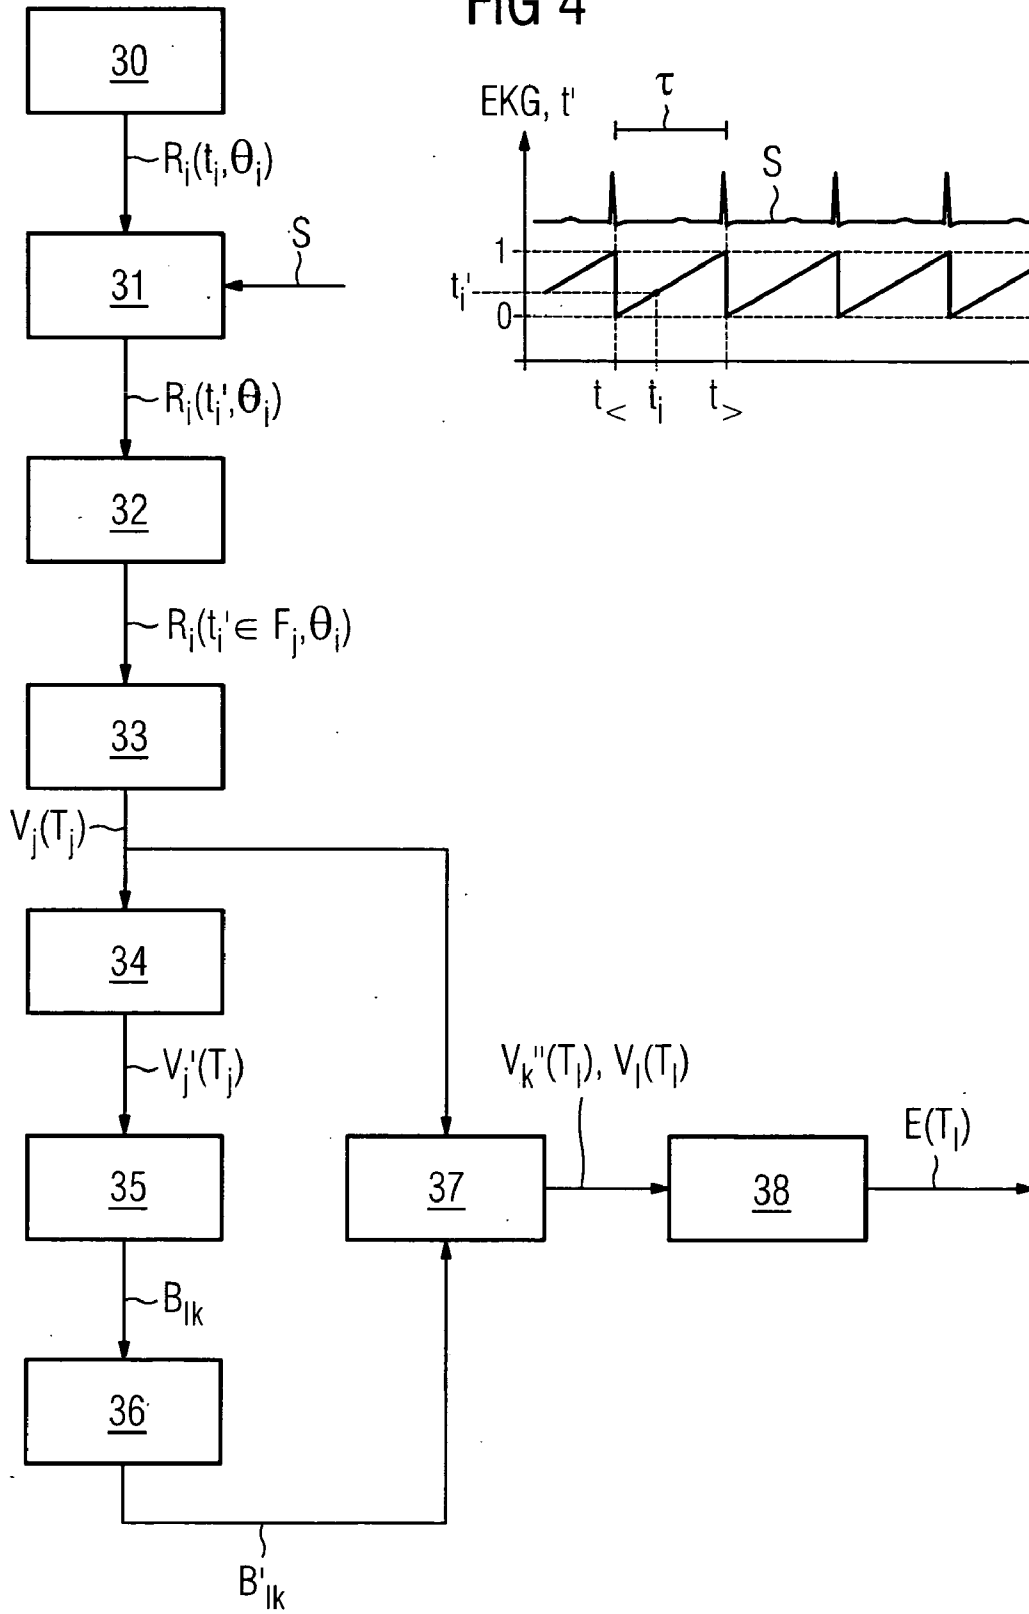 FIG 4
30
R_i(t_i,θ_i)
31
S
R_i(t_i',θ_i)
32
R_i(t_i'∈ F_j,θ_i)
33
V_j(T_j)
34
V_j'(T_j)
35
B_lk
36
B'_lk
37
V_k''(T_l), V_l(T_l)
38
E(T_l)
EKG, t'
τ
S
1
t_i'
0
t_<
t_i
t_>